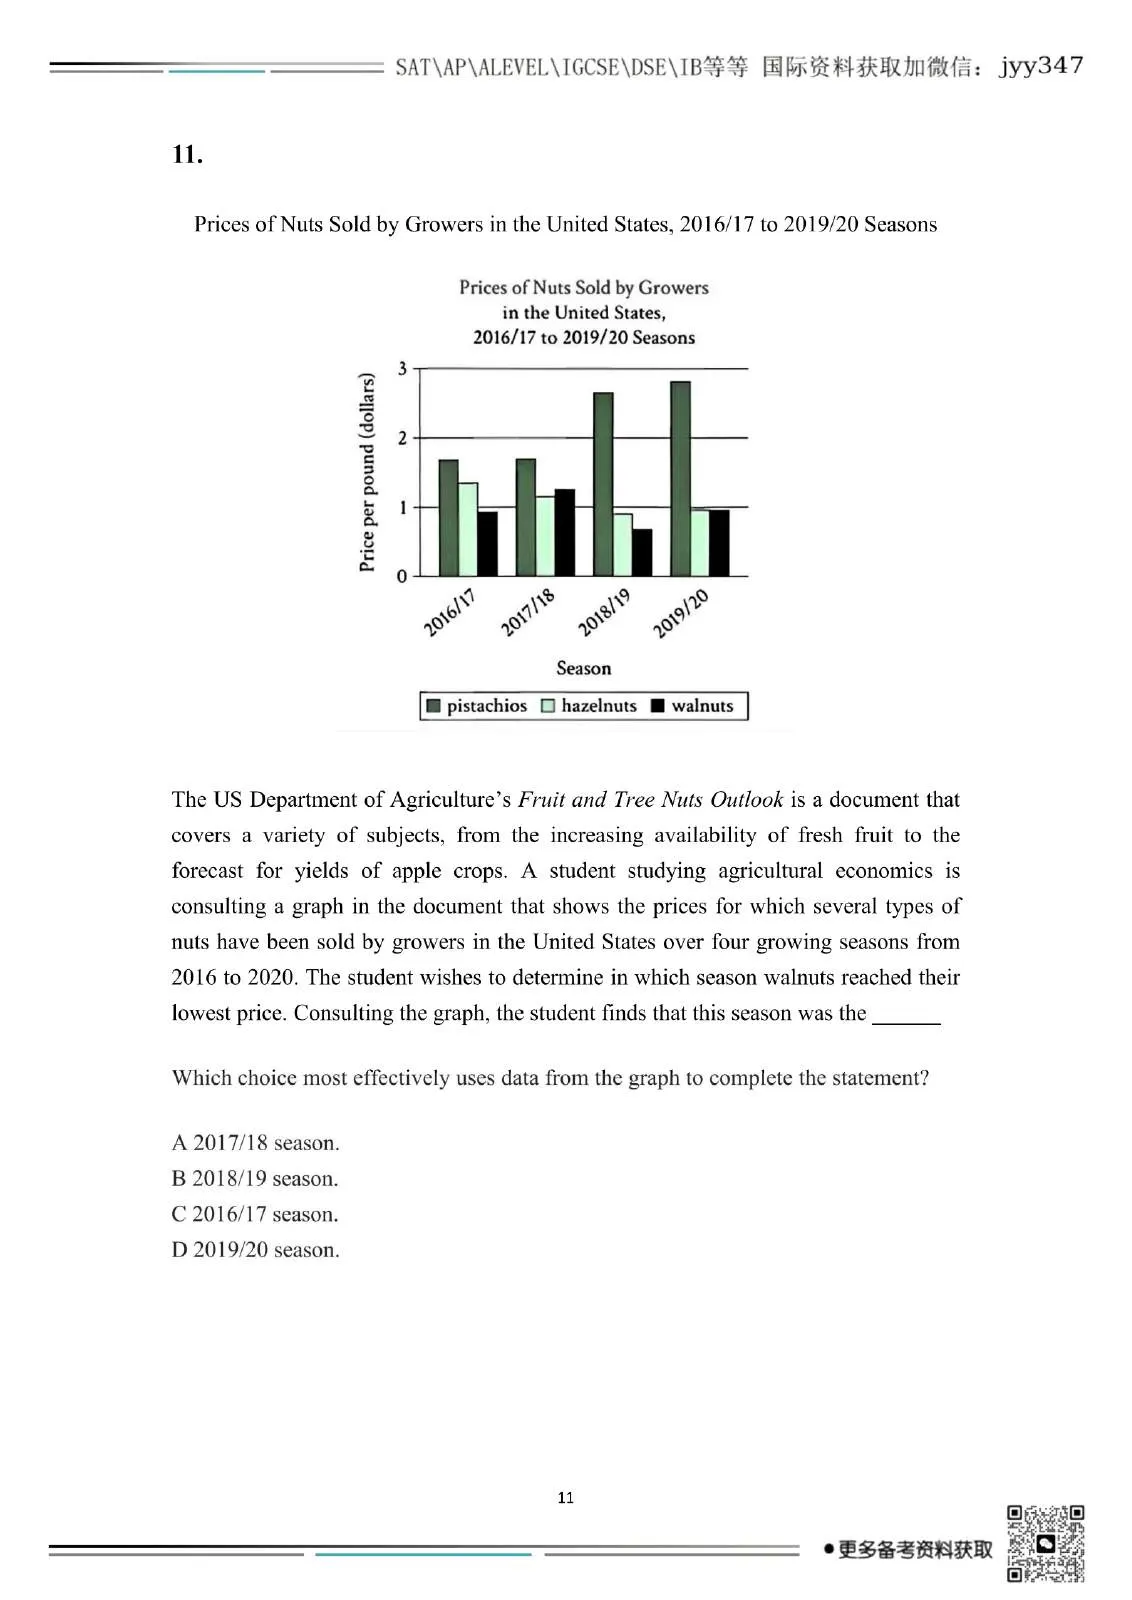 SAT\AP\ALEVEL\IGCSE\DSE\IB等等 国际资料获取加微信：jyy347
11.
Prices of Nuts Sold by Growers in the United States, 2016/17 to 2019/20 Seasons
Prices of Nuts Sold by Growers
in the United States,
2016/17 to 2019/20 Seasons
Price per pound (dollars)
3
2
1
0
2016/17 2017/18 2018/19 2019/20
Season
pistachios hazelnuts walnuts
The US Department of Agriculture’s Fruit and Tree Nuts Outlook is a document that
covers a variety of subjects, from the increasing availability of fresh fruit to the
forecast for yields of apple crops. A student studying agricultural economics is
consulting a graph in the document that shows the prices for which several types of
nuts have been sold by growers in the United States over four growing seasons from
2016 to 2020. The student wishes to determine in which season walnuts reached their
lowest price. Consulting the graph, the student finds that this season was the ______
Which choice most effectively uses data from the graph to complete the statement?
A 2017/18 season.
B 2018/19 season.
C 2016/17 season.
D 2019/20 season.
11
●更多备考资料获取